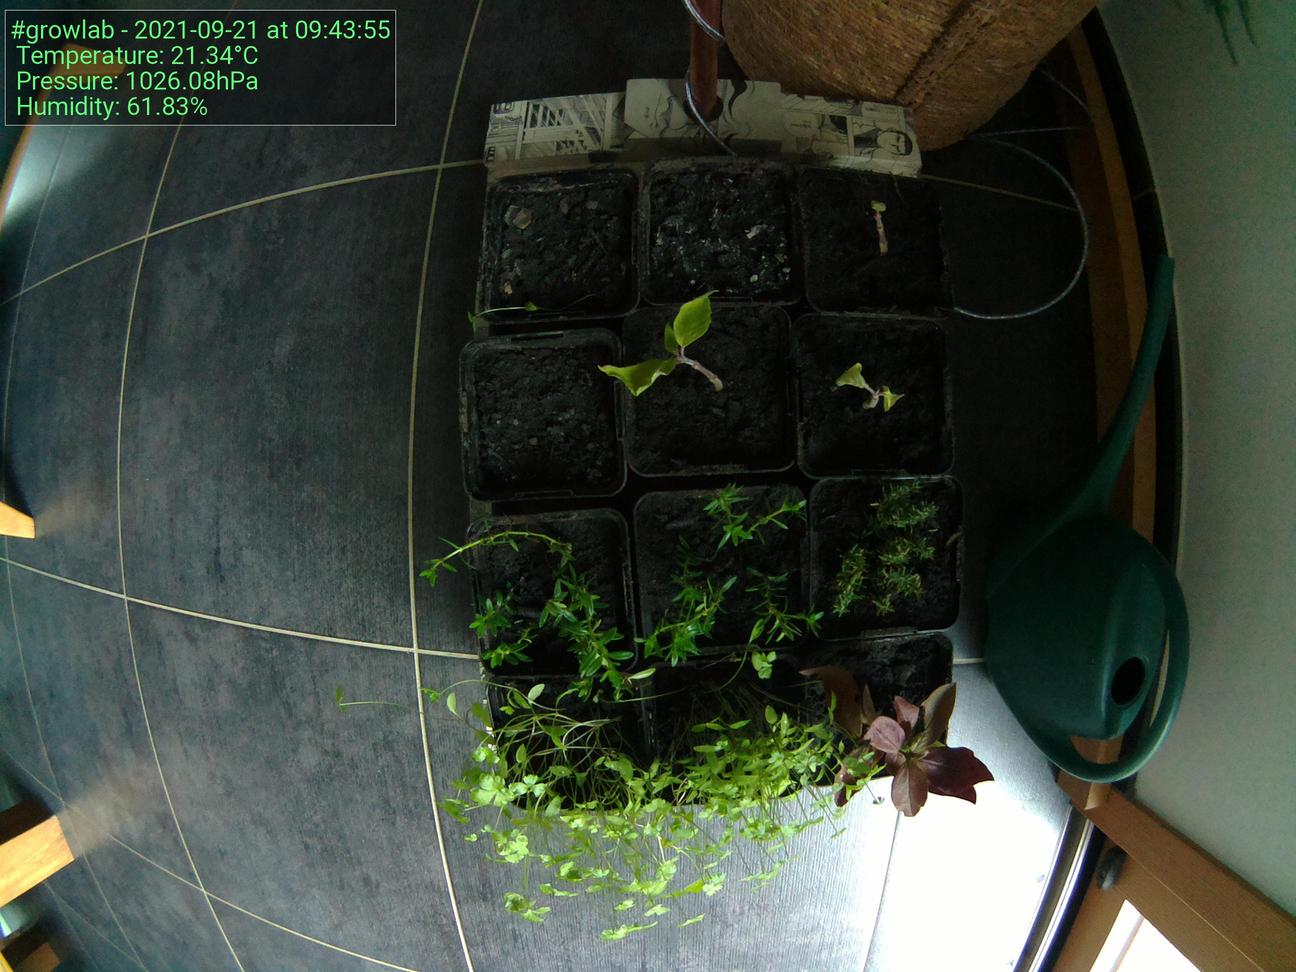 #growlab - 2021-09-21 at 09:43:55
Temperature: 21.34°C
Pressure: 1026.08hPa
Humidity: 61.83%